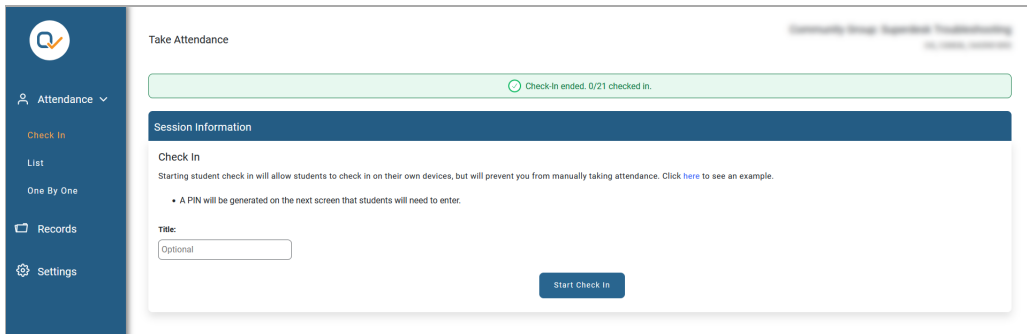 Take Attendance
Attendance
Check In
List
One By One
Records
Settings
Check-In ended. 0/21 checked in.
Session Information
Check In
Starting student check in will allow students to check in on their own devices, but will prevent you from manually taking attendance. Click here to see an example.
• A PIN will be generated on the next screen that students will need to enter.
Title:
Optional
Start Check In